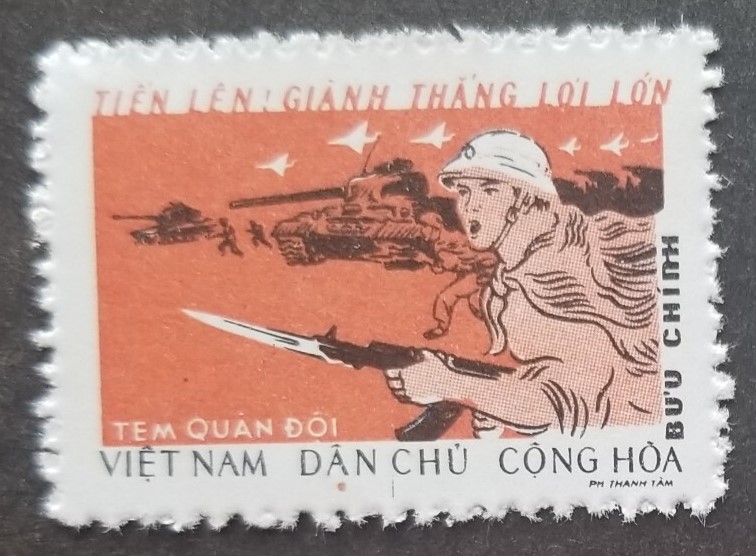 TIẾN LÊN! GIÀNH THẮNG LỢI LỚN
BƯU CHÍNH
TEM QUÂN ĐỘI
VIỆT NAM DÂN CHỦ CỘNG HÒA
PH THANH TÂM